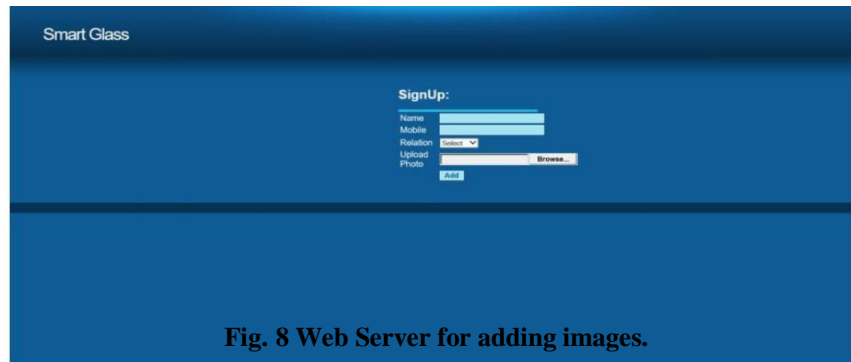 Smart Glass
SignUp:
Name
Mobile
Relation Select
Upload
Photo Browse...
Add
Fig. 8 Web Server for adding images.